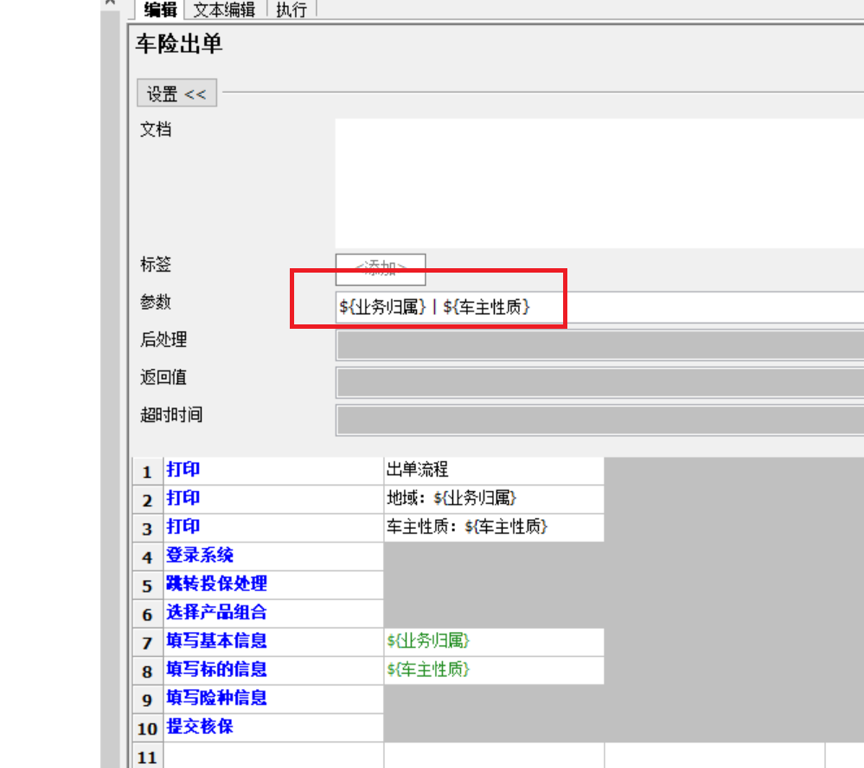 编辑 文本编辑 执行
车险出单
设置 <<
文档
标签 <添加>
参数 ${业务归属} | ${车主性质}
后处理
返回值
超时时间
1 打印 出单流程
2 打印 地域：${业务归属}
3 打印 车主性质：${车主性质}
4 登录系统
5 跳转投保处理
6 选择产品组合
7 填写基本信息 ${业务归属}
8 填写标的信息 ${车主性质}
9 填写险种信息
10 提交核保
11